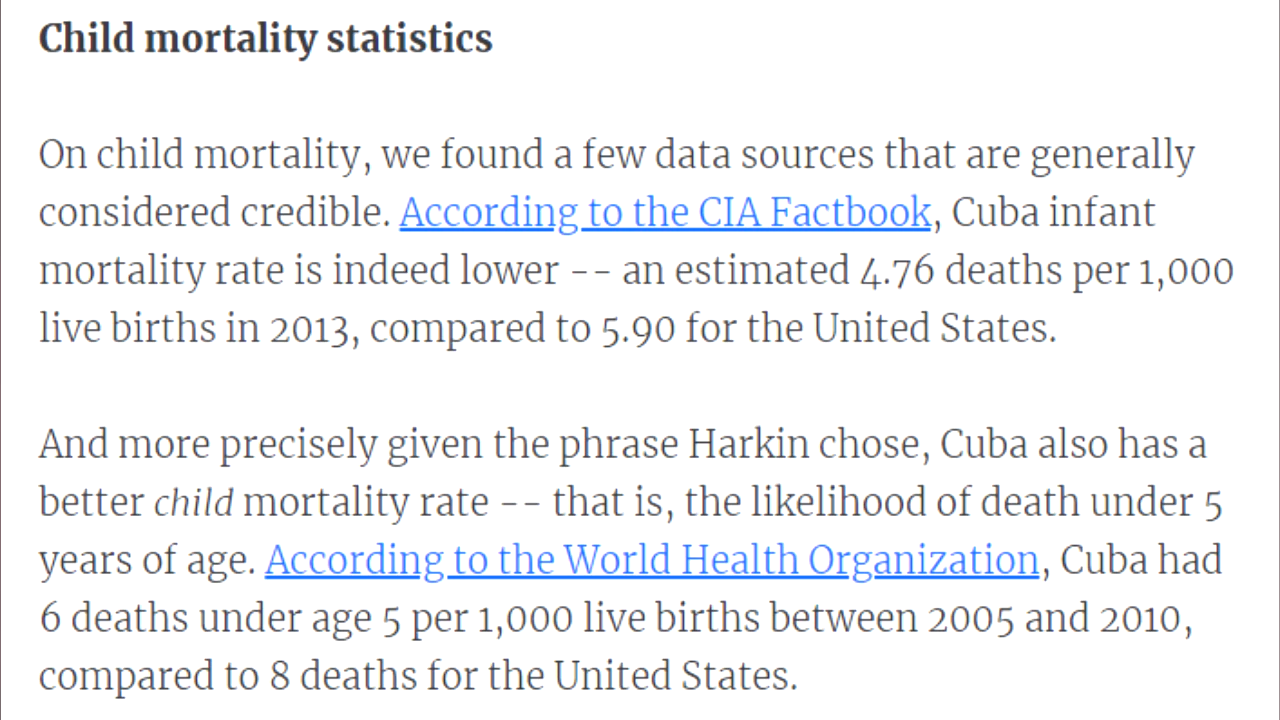 Child mortality statistics
On child mortality, we found a few data sources that are generally
considered credible. According to the CIA Factbook, Cuba infant
mortality rate is indeed lower -- an estimated 4.76 deaths per 1,000
live births in 2013, compared to 5.90 for the United States.
And more precisely given the phrase Harkin chose, Cuba also has a
better child mortality rate -- that is, the likelihood of death under 5
years of age. According to the World Health Organization, Cuba had
6 deaths under age 5 per 1,000 live births between 2005 and 2010,
compared to 8 deaths for the United States.